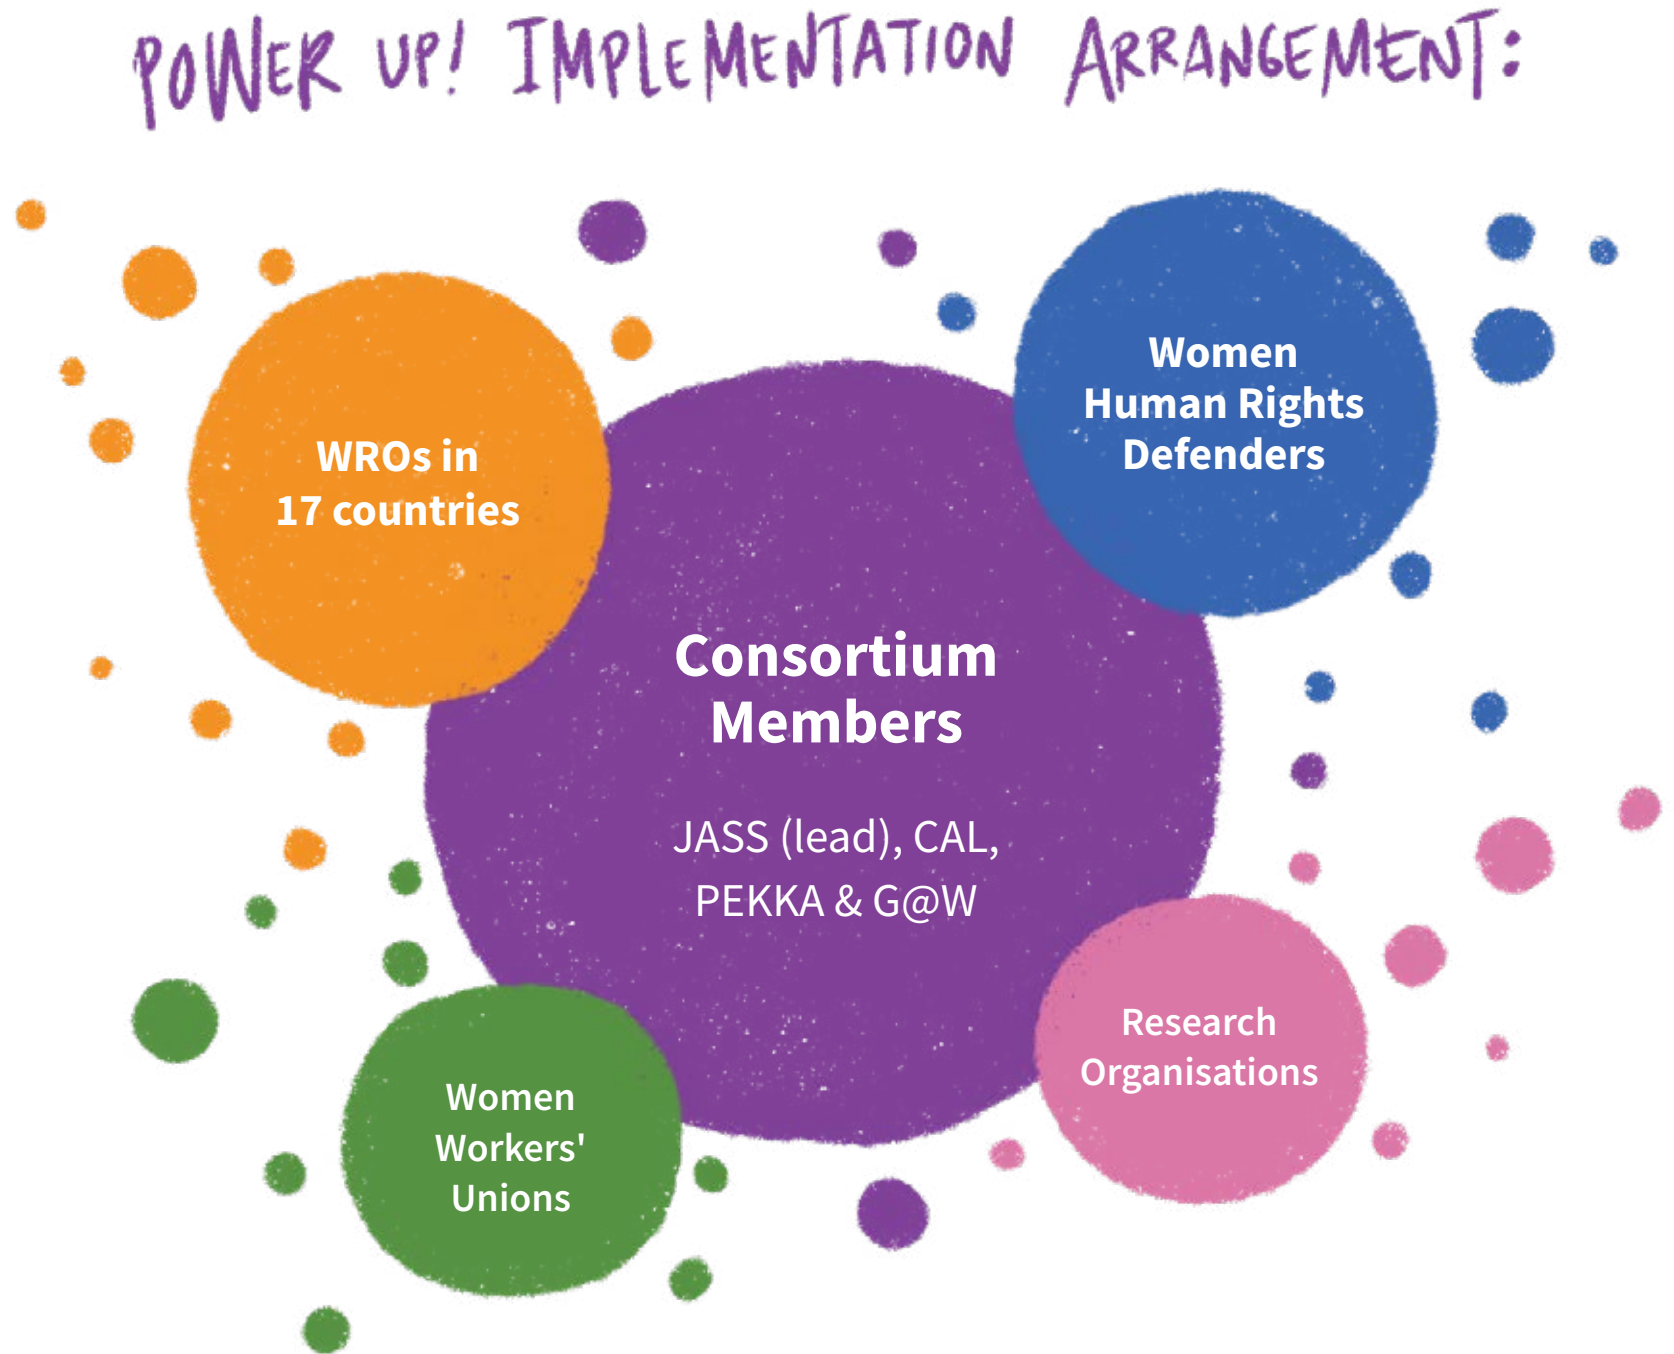 POWER UP! IMPLEMENTATION ARRANGEMENT:
WROs in
17 countries
Women
Human Rights
Defenders
Consortium
Members
JASS (lead), CAL,
PEKKA & G@W
Women
Workers'
Unions
Research
Organisations